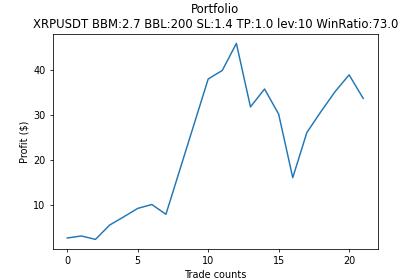 Portfolio
XRPUSDT BBM:2.7 BBL:200 SL:1.4 TP:1.0 lev:10 WinRatio:73.0
40
30
20
10
Profit ($)
0 5 10 15 20
Trade counts